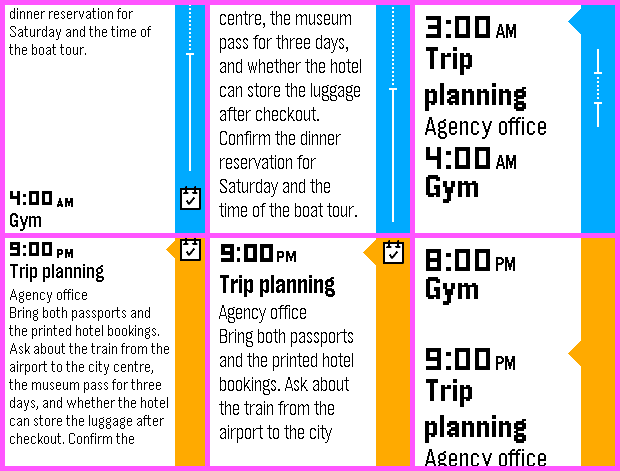 dinner reservation for
Saturday and the time of
the boat tour.
4:00 AM
Gym
centre, the museum
pass for three days,
and whether the hotel
can store the luggage
after checkout.
Confirm the dinner
reservation for
Saturday and the
time of the boat tour.
3:00 AM
Trip
planning
Agency office
4:00 AM
Gym
9:00 PM
Trip planning
Agency office
Bring both passports and
the printed hotel bookings.
Ask about the train from the
airport to the city centre,
the museum pass for three
days, and whether the hotel
can store the luggage after
checkout. Confirm the
9:00 PM
Trip planning
Agency office
Bring both passports
and the printed hotel
bookings. Ask about
the train from the
airport to the city
8:00 PM
Gym
9:00 PM
Trip
planning
Agency office